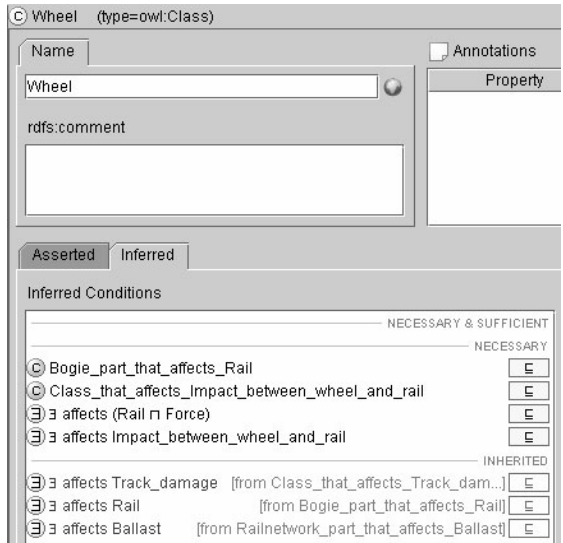 C Wheel (type=owl:Class)
Name
Annotations
Wheel
Property
rdfs:comment
Asserted Inferred
Inferred Conditions
NECESSARY & SUFFICIENT
NECESSARY
C Bogie_part_that_affects_Rail ⊑
C Class_that_affects_Impact_between_wheel_and_rail ⊑
∃ ∃ affects (Rail ⊓ Force) ⊑
∃ ∃ affects Impact_between_wheel_and_rail ⊑
INHERITED
∃ ∃ affects Track_damage [from Class_that_affects_Track_dam...] ⊑
∃ ∃ affects Rail [from Bogie_part_that_affects_Rail] ⊑
∃ ∃ affects Ballast [from Railnetwork_part_that_affects_Ballast] ⊑